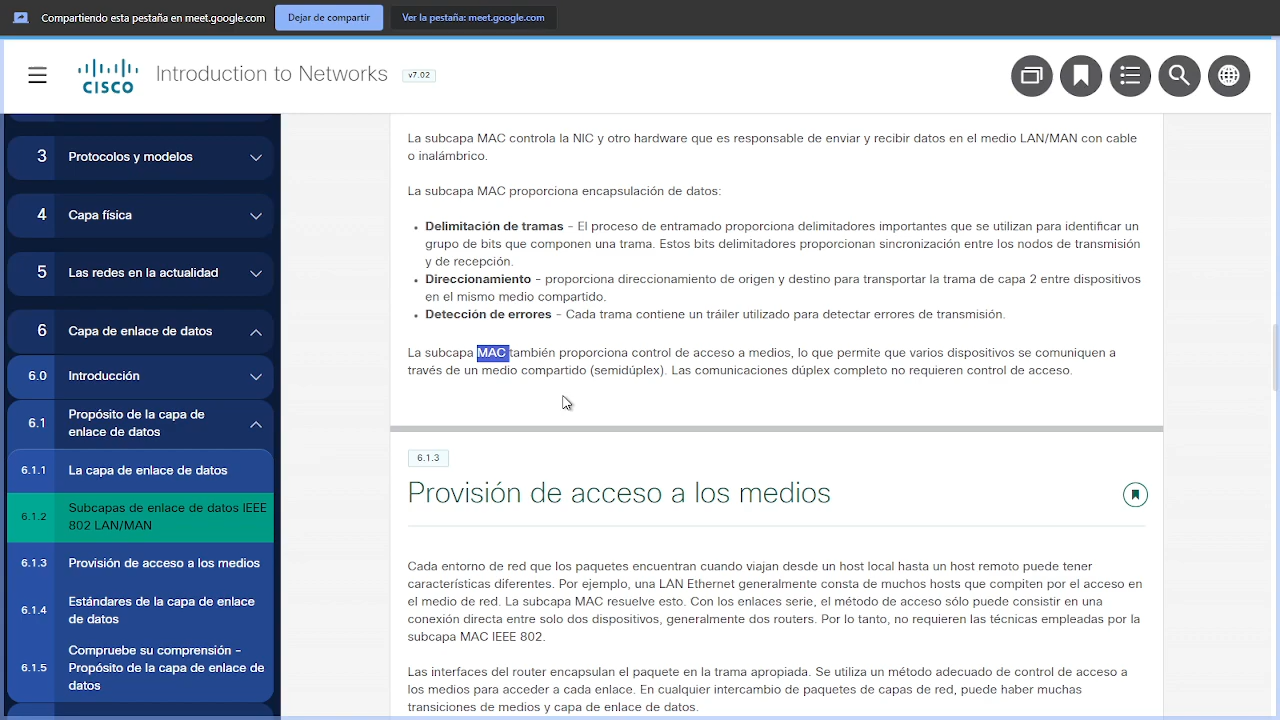 Compartiendo esta pestaña en meet.google.com
Dejar de compartir
Ver la pestaña: meet.google.com
CISCO
Introduction to Networks
v7.02
3 Protocolos y modelos
4 Capa física
5 Las redes en la actualidad
6 Capa de enlace de datos
6.0 Introducción
6.1 Propósito de la capa de
enlace de datos
6.1.1 La capa de enlace de datos
6.1.2 Subcapas de enlace de datos IEEE
802 LAN/MAN
6.1.3 Provisión de acceso a los medios
6.1.4 Estándares de la capa de enlace
de datos
6.1.5 Compruebe su comprensión -
Propósito de la capa de enlace de
datos
La subcapa MAC controla la NIC y otro hardware que es responsable de enviar y recibir datos en el medio LAN/MAN con cable
o inalámbrico.
La subcapa MAC proporciona encapsulación de datos:
• Delimitación de tramas - El proceso de entramado proporciona delimitadores importantes que se utilizan para identificar un
grupo de bits que componen una trama. Estos bits delimitadores proporcionan sincronización entre los nodos de transmisión
y de recepción.
• Direccionamiento - proporciona direccionamiento de origen y destino para transportar la trama de capa 2 entre dispositivos
en el mismo medio compartido.
• Detección de errores - Cada trama contiene un tráiler utilizado para detectar errores de transmisión.
La subcapa MAC también proporciona control de acceso a medios, lo que permite que varios dispositivos se comuniquen a
través de un medio compartido (semidúplex). Las comunicaciones dúplex completo no requieren control de acceso.
6.1.3
Provisión de acceso a los medios
Cada entorno de red que los paquetes encuentran cuando viajan desde un host local hasta un host remoto puede tener
características diferentes. Por ejemplo, una LAN Ethernet generalmente consta de muchos hosts que compiten por el acceso en
el medio de red. La subcapa MAC resuelve esto. Con los enlaces serie, el método de acceso sólo puede consistir en una
conexión directa entre solo dos dispositivos, generalmente dos routers. Por lo tanto, no requieren las técnicas empleadas por la
subcapa MAC IEEE 802.
Las interfaces del router encapsulan el paquete en la trama apropiada. Se utiliza un método adecuado de control de acceso a
los medios para acceder a cada enlace. En cualquier intercambio de paquetes de capas de red, puede haber muchas
transiciones de medios y capa de enlace de datos.